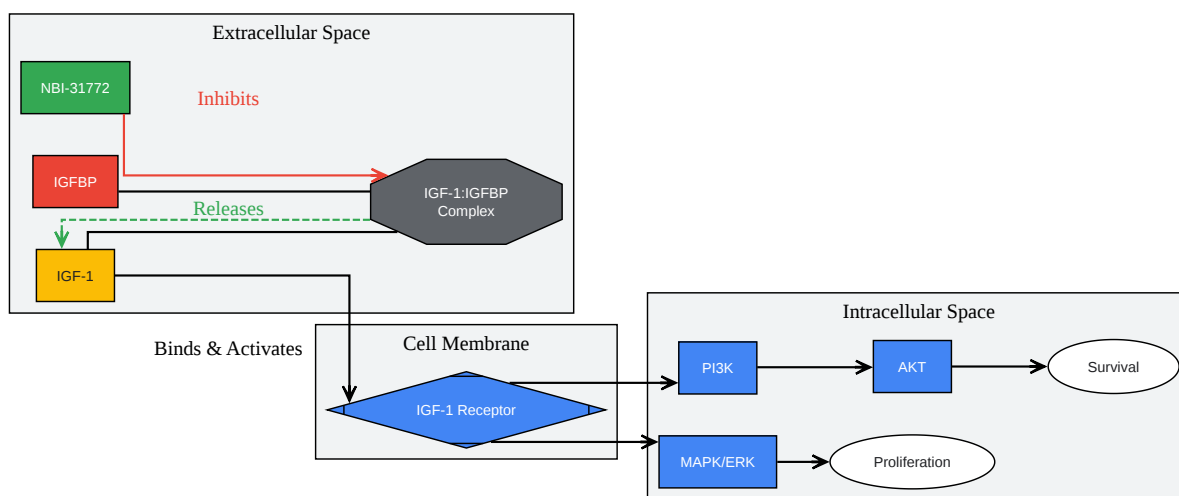 Extracellular Space
NBI-31772
Inhibits
IGFBP
IGF-1:IGFBP
Complex
Releases
IGF-1
Binds & Activates
Cell Membrane
IGF-1 Receptor
Intracellular Space
PI3K
AKT
Survival
MAPK/ERK
Proliferation